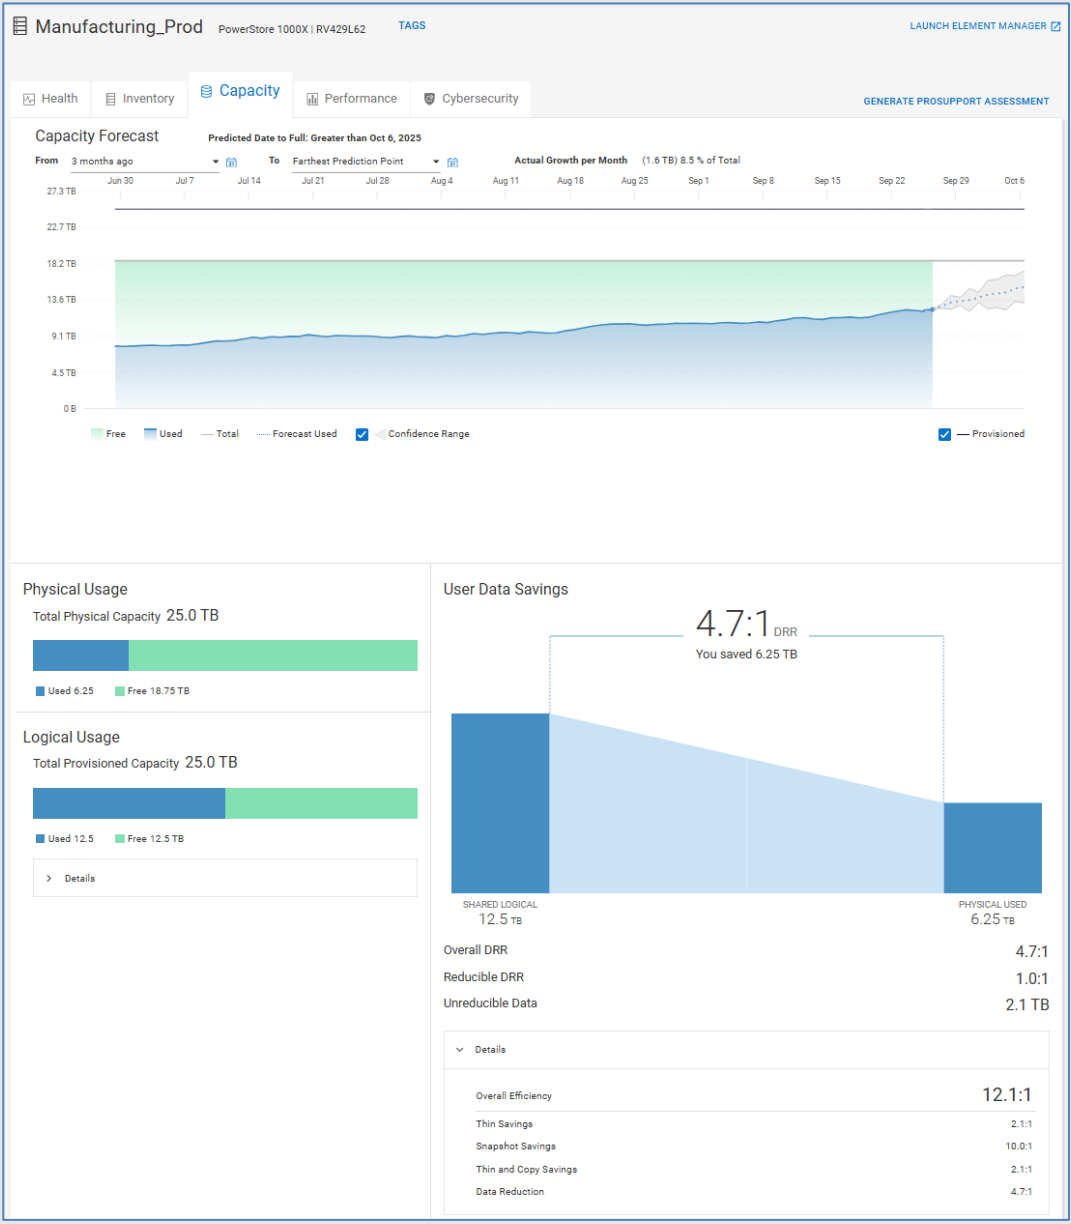 Manufacturing_Prod PowerStore 1000X | RV429L62 TAGS LAUNCH ELEMENT MANAGER
Health Inventory Capacity Performance Cybersecurity GENERATE PROSUPPORT ASSESSMENT
Capacity Forecast Predicted Date to Full: Greater than Oct 6, 2025
From 3 months ago To Farthest Prediction Point Actual Growth per Month (1.6 TB) 8.5 % of Total
Jun 30 Jul 7 Jul 14 Jul 21 Jul 28 Aug 4 Aug 11 Aug 18 Aug 25 Sep 1 Sep 8 Sep 15 Sep 22 Sep 29 Oct 6
27.3 TB
22.7 TB
18.2 TB
13.6 TB
9.1 TB
4.5 TB
0 B
Free Used Total Forecast Used Confidence Range Provisioned
Physical Usage
Total Physical Capacity 25.0 TB
Used 6.25 Free 18.75 TB
Logical Usage
Total Provisioned Capacity 25.0 TB
Used 12.5 Free 12.5 TB
Details
User Data Savings
4.7:1 DRR
You saved 6.25 TB
SHARED LOGICAL PHYSICAL USED
12.5 TB 6.25 TB
Overall DRR 4.7:1
Reducible DRR 1.0:1
Unreducible Data 2.1 TB
Details
Overall Efficiency 12.1:1
Thin Savings 2.1:1
Snapshot Savings 10.0:1
Thin and Copy Savings 2.1:1
Data Reduction 4.7:1